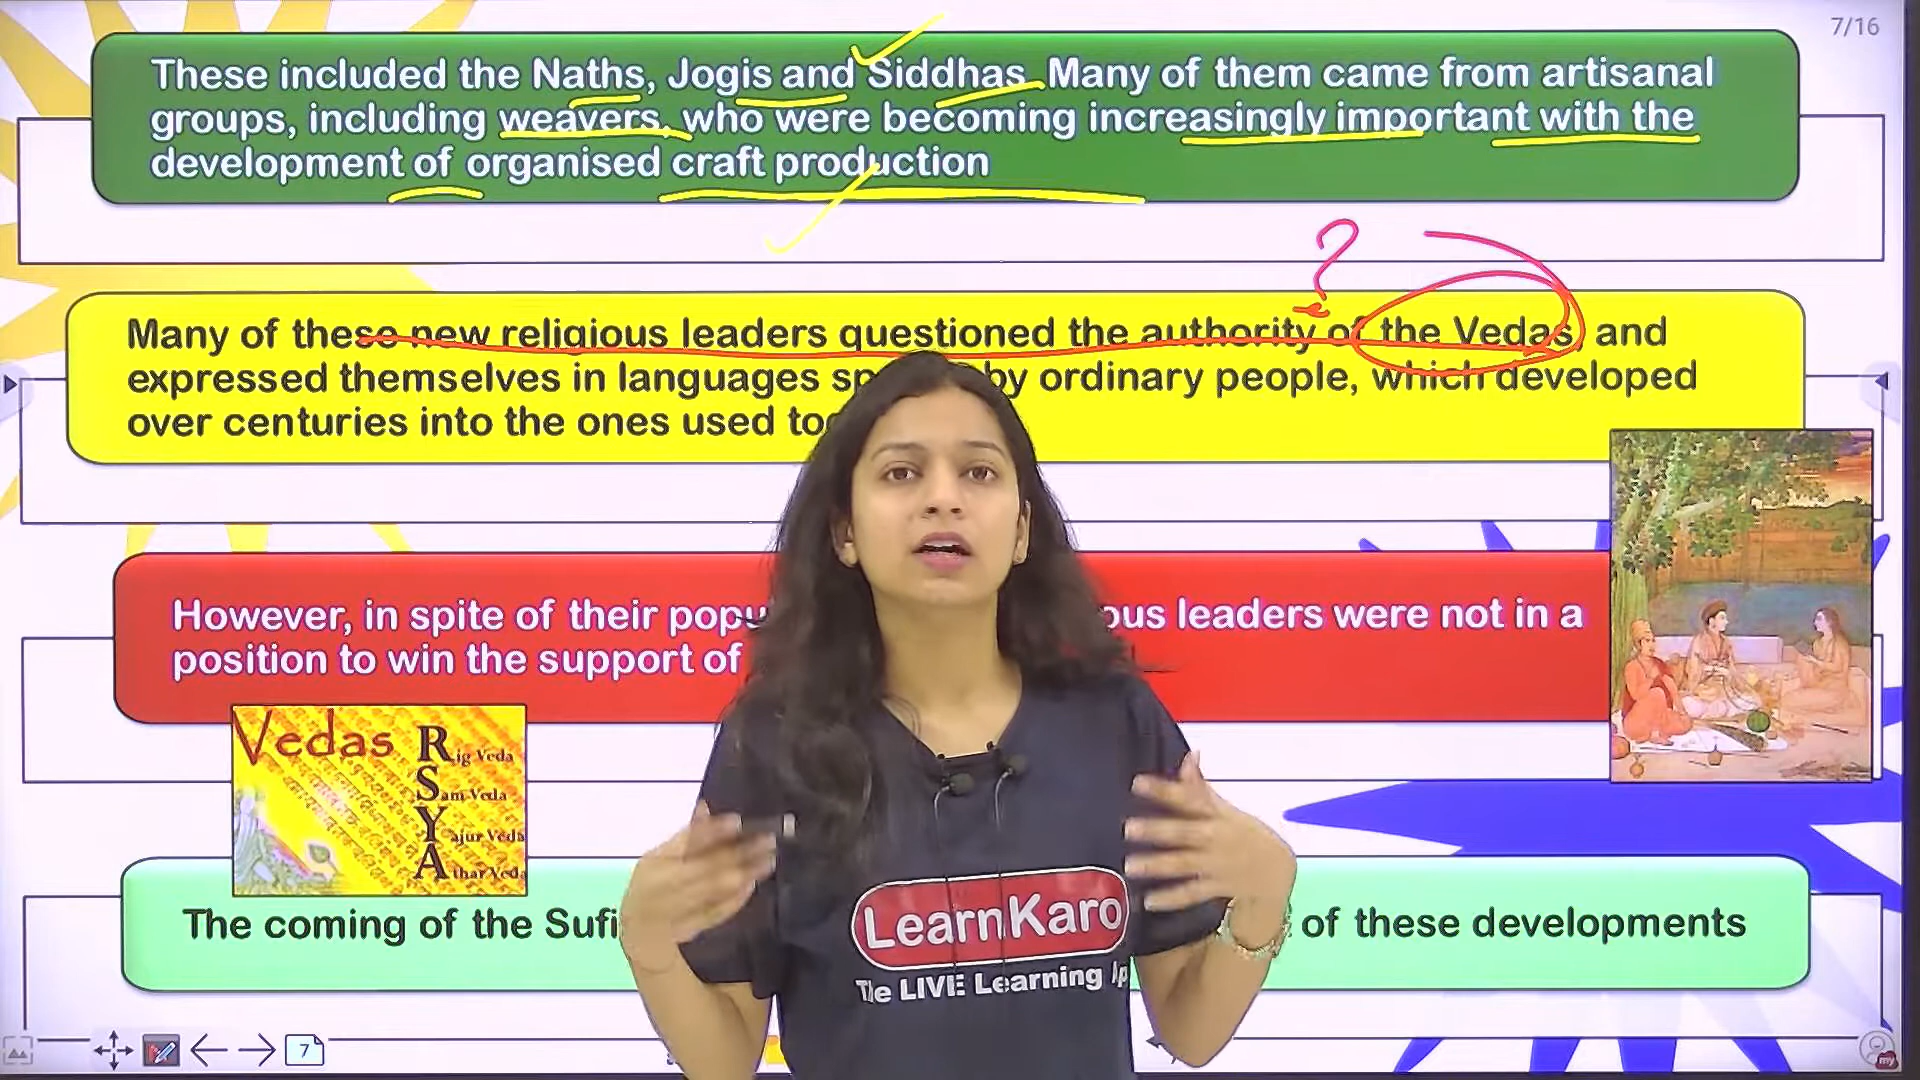 7/16
These included the Naths, Jogis and Siddhas. Many of them came from artisanal
groups, including weavers, who were becoming increasingly important with the
development of organised craft production
?
Many of these new religious leaders questioned the authority of the Vedas, and
expressed themselves in languages by ordinary people, which developed
over centuries into the ones used
However, in spite of their leaders were not in a
position to win the support of
Vedas
Rig Veda
Sam Veda
Yajur Veda
Athar Veda
The coming of the Sufi of these developments
LearnKaro
The LIVE Learning
7